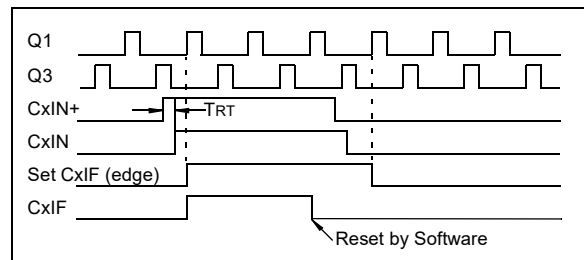 Q1
Q3
CxIN+
TRT
CxIN
Set CxIF (edge)
CxIF
Reset by Software